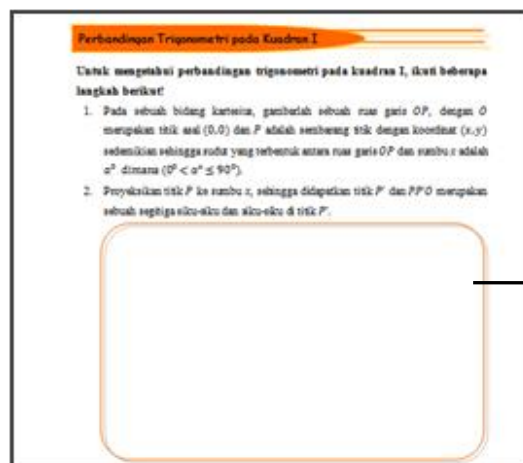 Perbandingan Trigonometri pada Kuadran I
Untuk mengetahui perbandingan trigonometri pada kuadran I, ikuti beberapa
langkah berikut!
1. Pada sebuah bidang kartesius, gambarlah sebuah ruas garis OP, dengan O
merupakan titik asal (0,0) dan P adalah sembarang titik dengan koordinat (x,y)
sedemikian sehingga sudut yang terbentuk antara ruas garis OP dan sumbu x adalah
α° dimana (0° < α° ≤ 90°).
2. Proyeksikan titik P ke sumbu x, sehingga didapatkan titik P' dan PP'O merupakan
sebuah segitiga siku-siku dan siku-siku di titik P'.